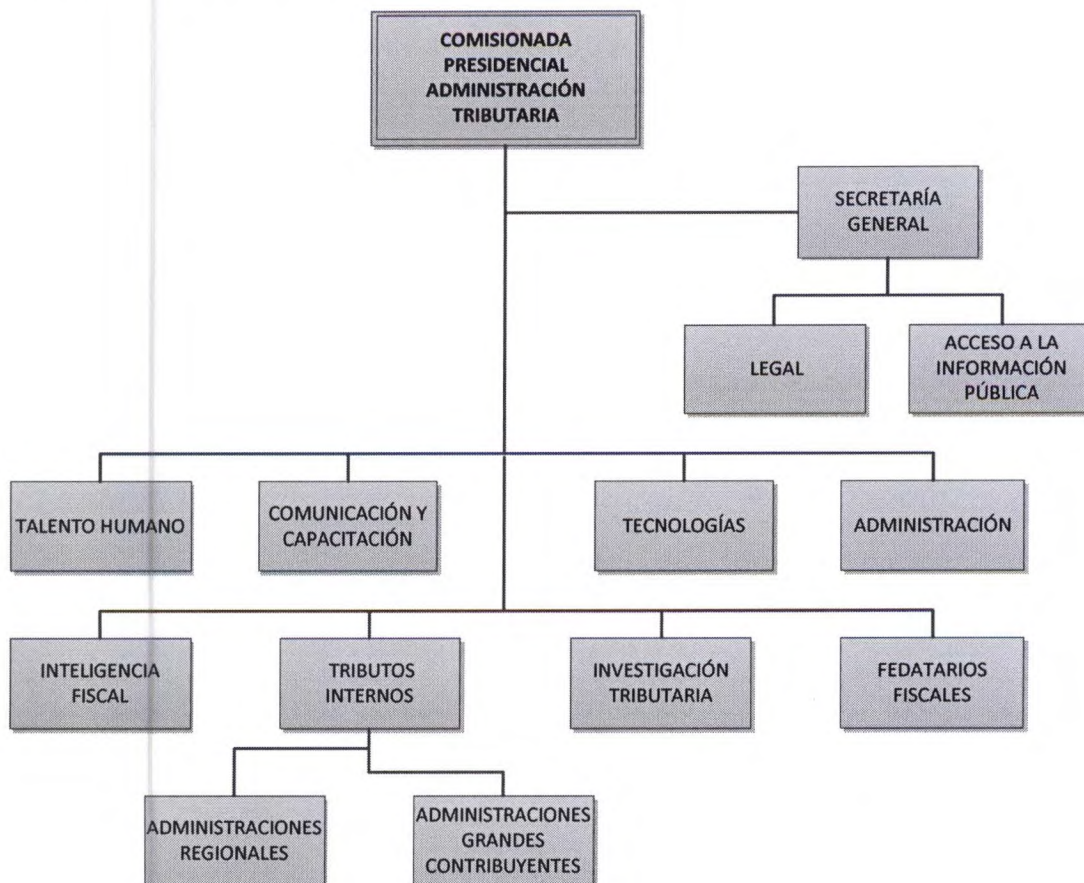 COMISIONADA
PRESIDENCIAL
ADMINISTRACIÓN
TRIBUTARIA
SECRETARÍA
GENERAL
LEGAL
ACCESO A LA
INFORMACIÓN
PÚBLICA
TALENTO HUMANO
COMUNICACIÓN Y
CAPACITACIÓN
TECNOLOGÍAS
ADMINISTRACIÓN
INTELIGENCIA
FISCAL
TRIBUTOS
INTERNOS
INVESTIGACIÓN
TRIBUTARIA
FEDATARIOS
FISCALES
ADMINISTRACIONES
REGIONALES
ADMINISTRACIONES
GRANDES
CONTRIBUYENTES